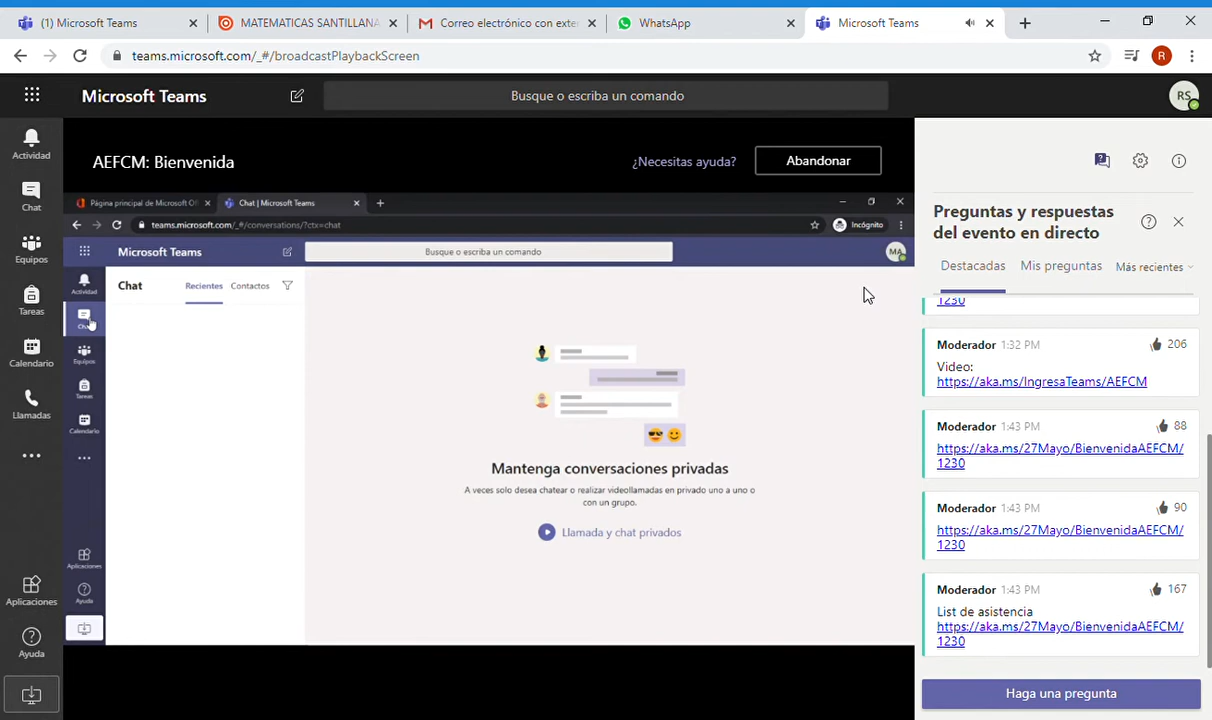 (1) Microsoft Teams
MATEMATICAS SANTILLANA
Correo electrónico con exter
WhatsApp
Microsoft Teams
teams.microsoft.com/_#/broadcastPlaybackScreen
R
Microsoft Teams
Busque o escriba un comando
RS
Actividad
Chat
Equipos
Tareas
Calendario
Llamadas
Aplicaciones
Ayuda
AEFCM: Bienvenida
¿Necesitas ayuda?
Abandonar
Página principal de Microsoft Of
Chat | Microsoft Teams
teams.microsoft.com/_#/conversations/?ctx=chat
Incógnito
Microsoft Teams
Busque o escriba un comando
MA
Actividad
Equipos
Tareas
Calendario
Aplicaciones
Ayuda
Chat
Recientes
Contactos
Mantenga conversaciones privadas
A veces solo desea chatear o realizar videollamadas en privado uno a uno o
con un grupo.
Llamada y chat privados
Preguntas y respuestas
del evento en directo
Destacadas
Mis preguntas
Más recientes
1230
Moderador 1:32 PM 206
Video:
https://aka.ms/IngresaTeams/AEFCM
Moderador 1:43 PM 88
https://aka.ms/27Mayo/BienvenidaAEFCM/
1230
Moderador 1:43 PM 90
https://aka.ms/27Mayo/BienvenidaAEFCM/
1230
Moderador 1:43 PM 167
List de asistencia
https://aka.ms/27Mayo/BienvenidaAEFCM/
1230
Haga una pregunta